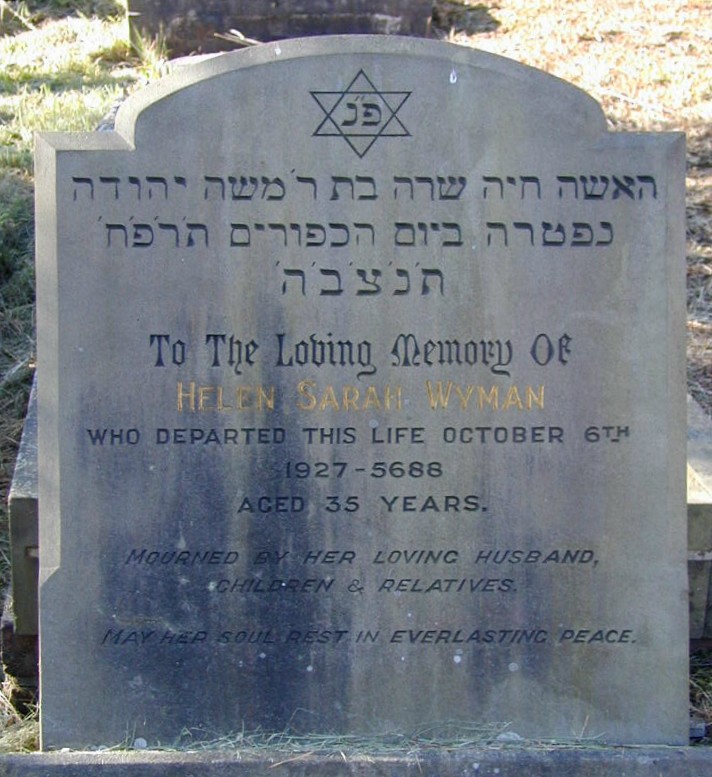 פ״נ
האשה חיה שרה בת ר׳ משה יהודה
נפטרה ביום הכפורים ת׳ר׳פ׳ח׳
ת׳נ׳צ׳ב׳ה׳
To The Loving Memory Of
HELEN SARAH WYMAN
WHO DEPARTED THIS LIFE OCTOBER 6TH
1927-5688
AGED 35 YEARS.
MOURNED BY HER LOVING HUSBAND,
CHILDREN & RELATIVES.
MAY HER SOUL REST IN EVERLASTING PEACE.